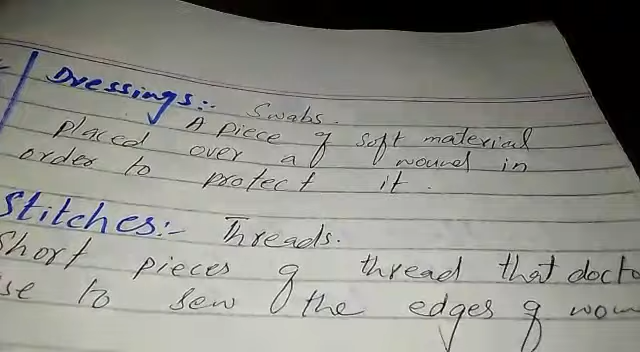 Dressings:- Swabs.
A piece of soft material
placed over a wound in
order to protect it.
Stitches:- Threads.
Short pieces of thread that docto
use to sew the edges of wou